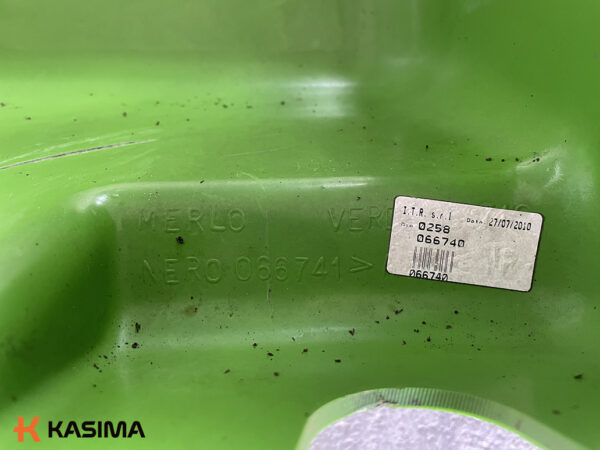 MERLO VERD
NERO 066741>
I.T.R. s.r.l Data 27/07/2010
0258
066740
066740
KASIMA